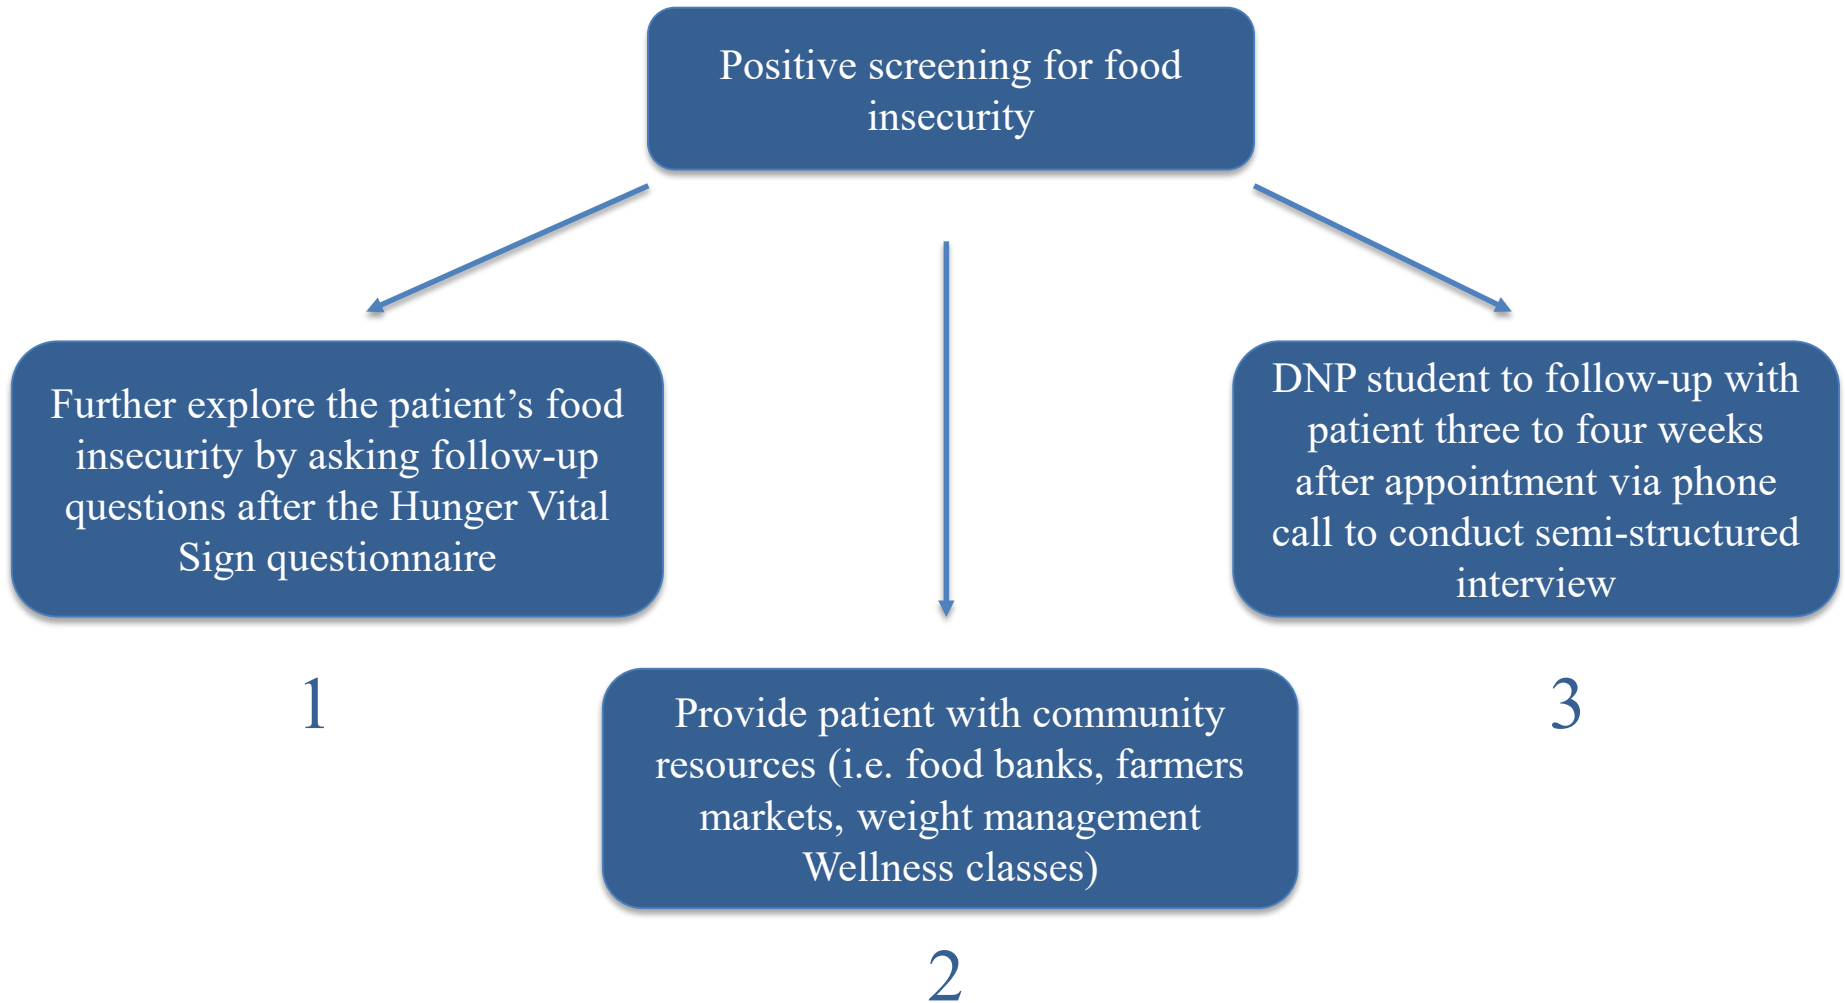 Positive screening for food
insecurity
Further explore the patient’s food
insecurity by asking follow-up
questions after the Hunger Vital
Sign questionnaire
1
Provide patient with community
resources (i.e. food banks, farmers
markets, weight management
Wellness classes)
2
DNP student to follow-up with
patient three to four weeks
after appointment via phone
call to conduct semi-structured
interview
3